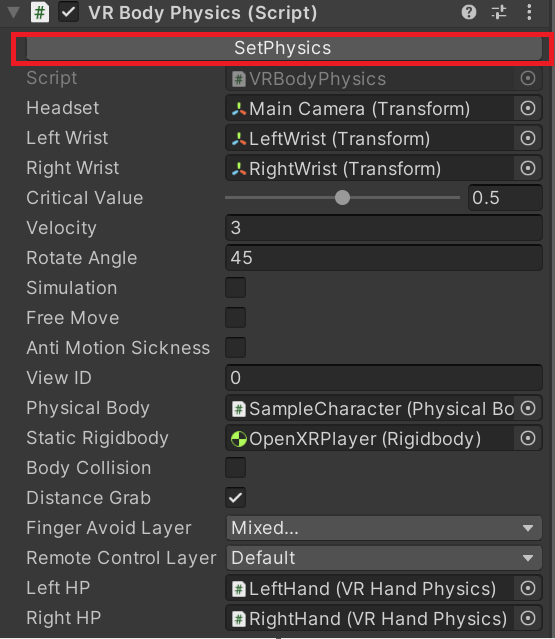 VR Body Physics (Script)
SetPhysics
Script VRBodyPhysics
Headset Main Camera (Transform)
Left Wrist LeftWrist (Transform)
Right Wrist RightWrist (Transform)
Critical Value 0.5
Velocity 3
Rotate Angle 45
Simulation
Free Move
Anti Motion Sickness
View ID 0
Physical Body SampleCharacter (Physical Bo
Static Rigidbody OpenXRPlayer (Rigidbody)
Body Collision
Distance Grab
Finger Avoid Layer Mixed...
Remote Control Layer Default
Left HP LeftHand (VR Hand Physics)
Right HP RightHand (VR Hand Physics)